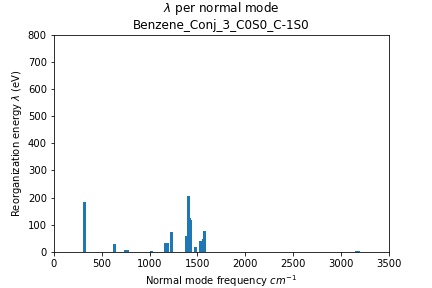 λ per normal mode
Benzene_Conj_3_C0S0_C-1S0
Reorganization energy λ (eV)
800
700
600
500
400
300
200
100
0
0 500 1000 1500 2000 2500 3000 3500
Normal mode frequency cm⁻¹